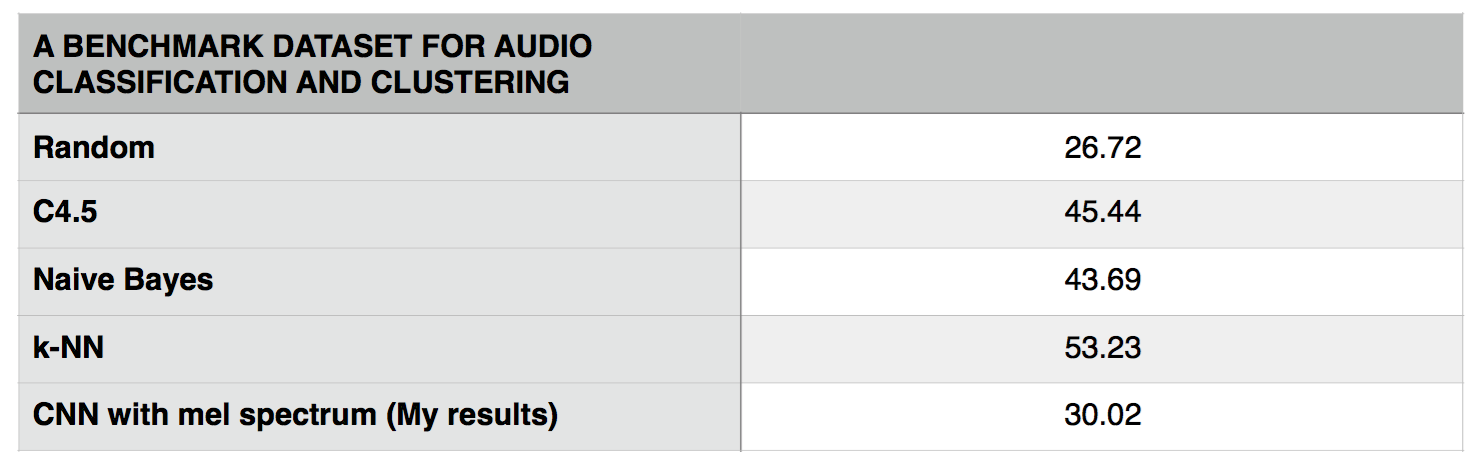 A BENCHMARK DATASET FOR AUDIO
CLASSIFICATION AND CLUSTERING
Random 26.72
C4.5 45.44
Naive Bayes 43.69
k-NN 53.23
CNN with mel spectrum (My results) 30.02